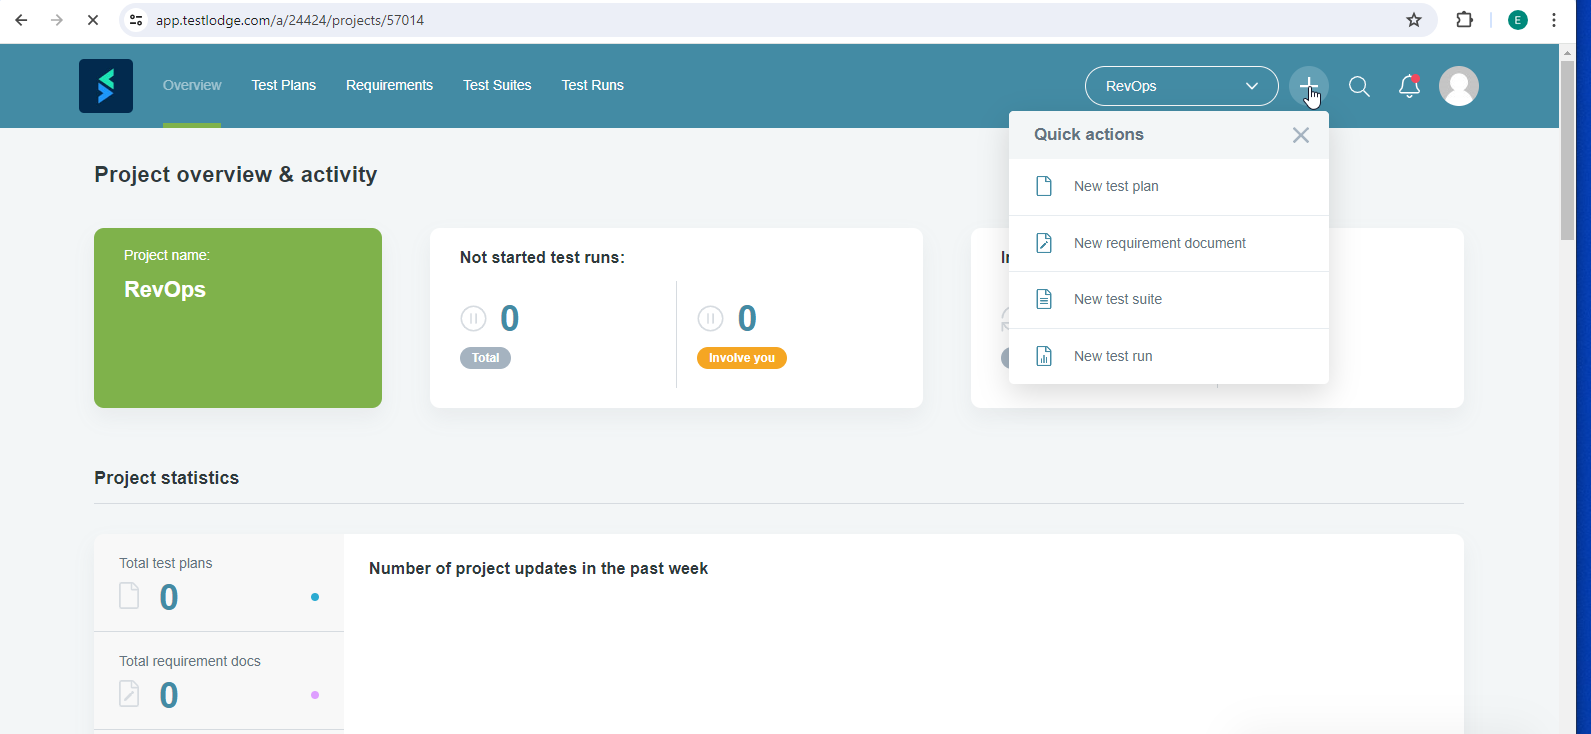 app.testlodge.com/a/24424/projects/57014
E
Overview
Test Plans
Requirements
Test Suites
Test Runs
RevOps
Quick actions
New test plan
New requirement document
New test suite
New test run
Project overview & activity
Project name:
RevOps
Not started test runs:
0
Total
0
Involve you
Project statistics
Total test plans
0
Total requirement docs
0
Number of project updates in the past week